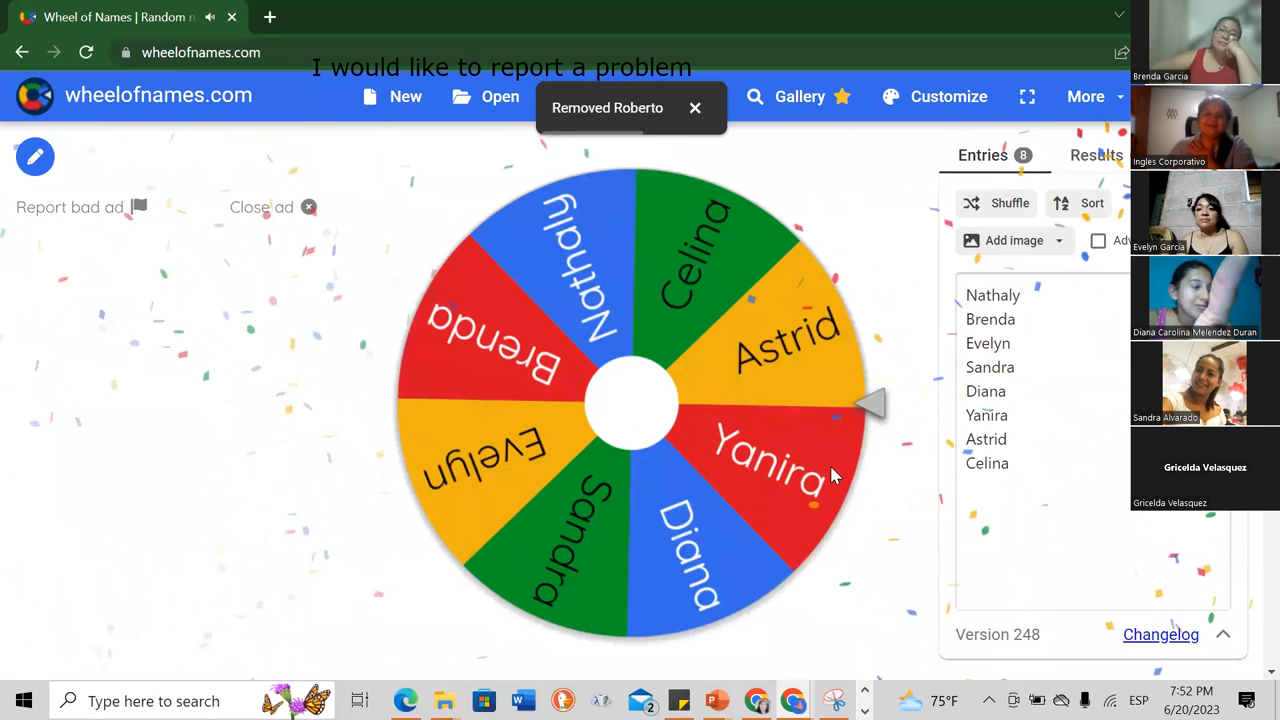 Wheel of Names | Random n
wheelofnames.com
I would like to report a problem
wheelofnames.com
New
Open
Removed Roberto
Gallery
Customize
More
Report bad ad
Close ad
Entries 8
Results
Shuffle
Sort
Add image
Adv
Nathaly
Brenda
Evelyn
Sandra
Diana
Yanira
Astrid
Celina
Version 248
Changelog
Nathaly
Celina
Astrid
Yanira
Diana
Sandra
Evelyn
Brenda
Brenda Garcia
Ingles Corporativo
Evelyn García
Diana Carolina Melendez Duran
Sandra Alvarado
Gricelda Velasquez
Gricelda Velasquez
Type here to search
2
75°F
ESP
7:52 PM
6/20/2023